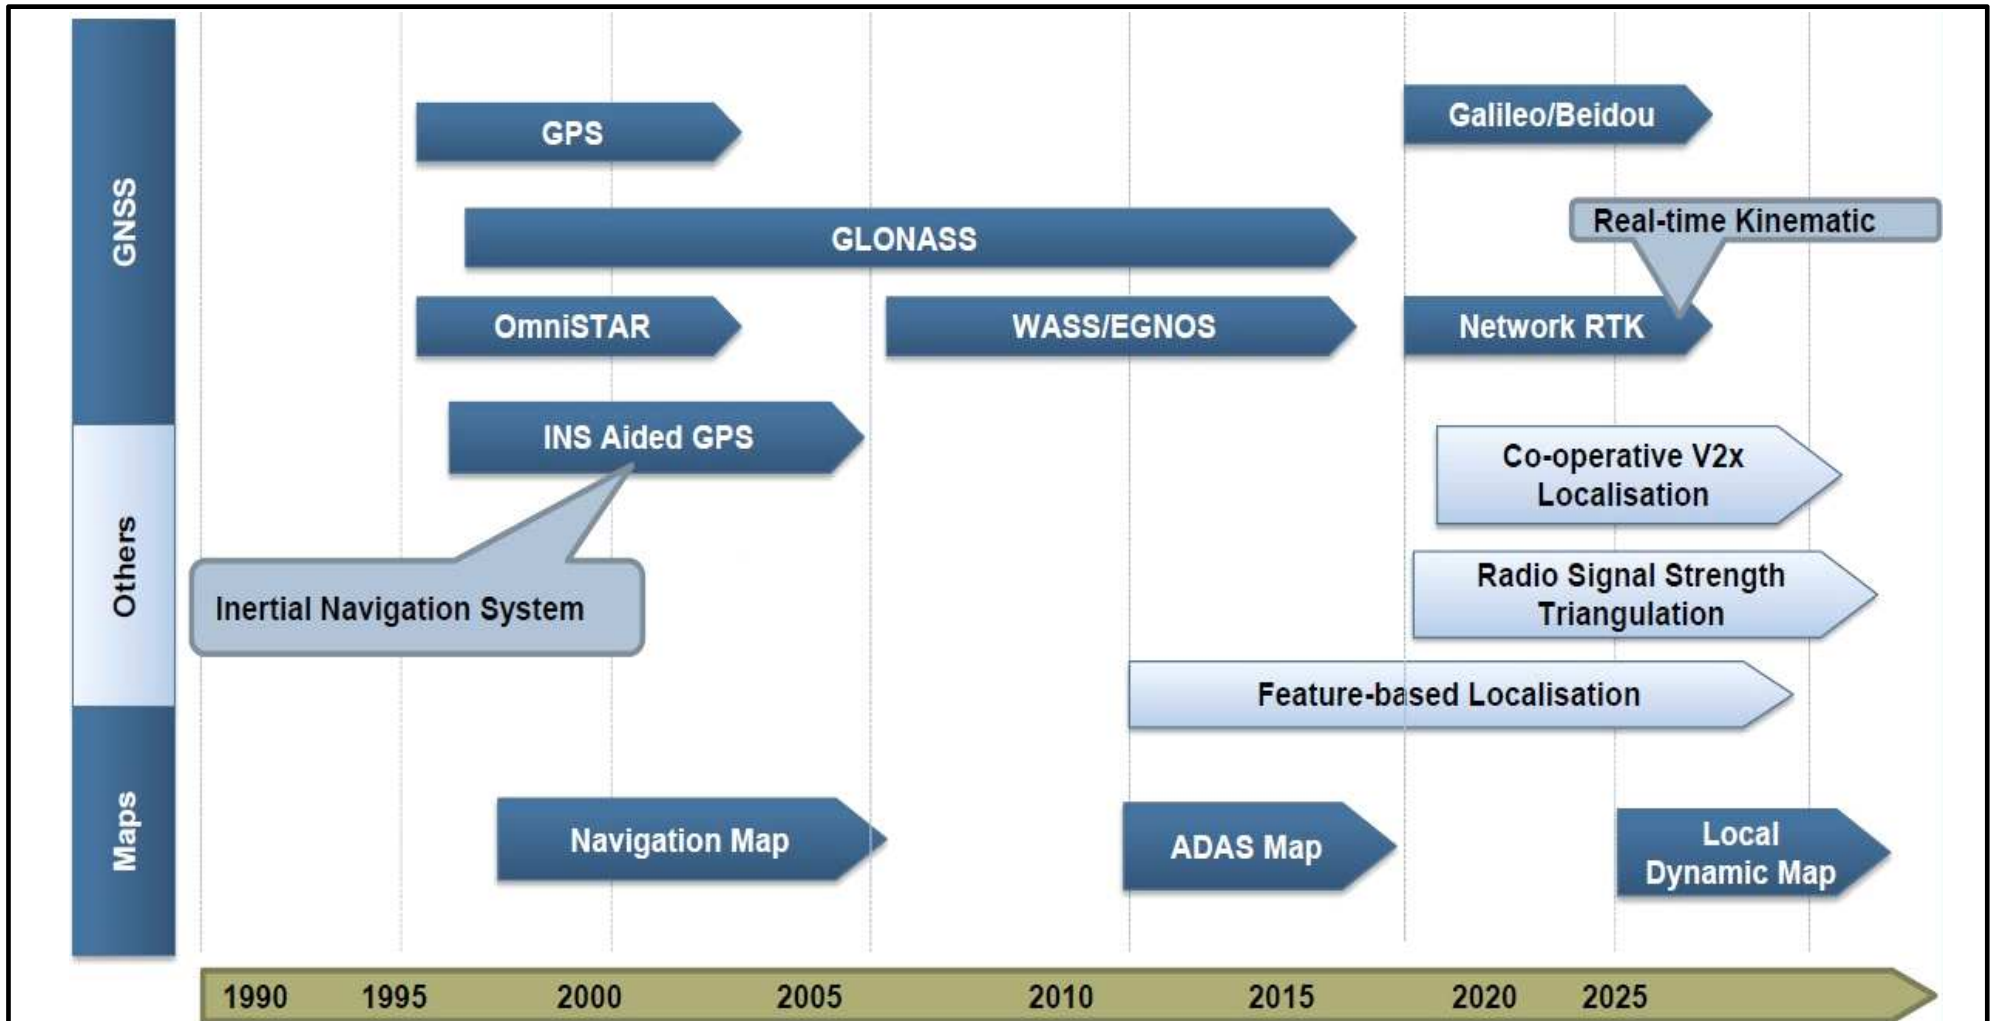 GNSS
GPS
Galileo/Beidou
Real-time Kinematic
GLONASS
OmniSTAR
WASS/EGNOS
Network RTK
INS Aided GPS
Others
Co-operative V2x
Localisation
Inertial Navigation System
Radio Signal Strength
Triangulation
Feature-based Localisation
Maps
Navigation Map
ADAS Map
Local
Dynamic Map
1990 1995 2000 2005 2010 2015 2020 2025